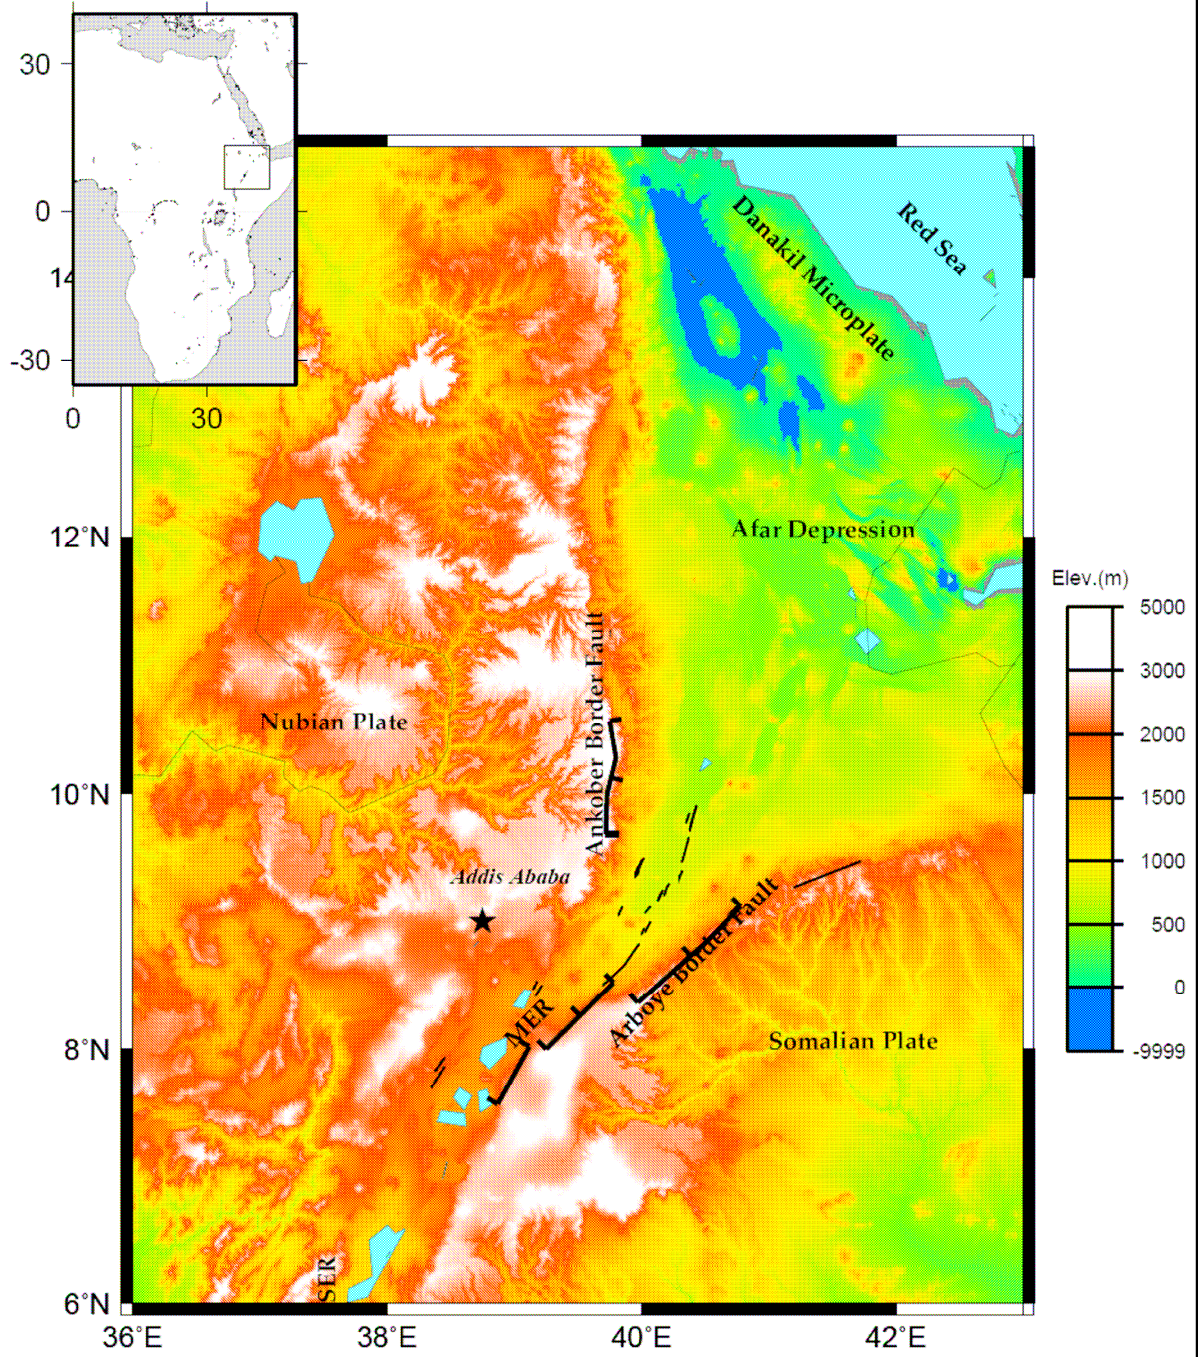 30
0
14
-30
0
30
Red Sea
Danakil Microplate
12°N
Afar Depression
Elev.(m)
5000
3000
2000
1500
1000
500
0
-9999
Ankober Border Fault
Nubian Plate
10°N
Addis Ababa
Arboye Border Fault
MER
8°N
Somalian Plate
SER
6°N
36°E
38°E
40°E
42°E